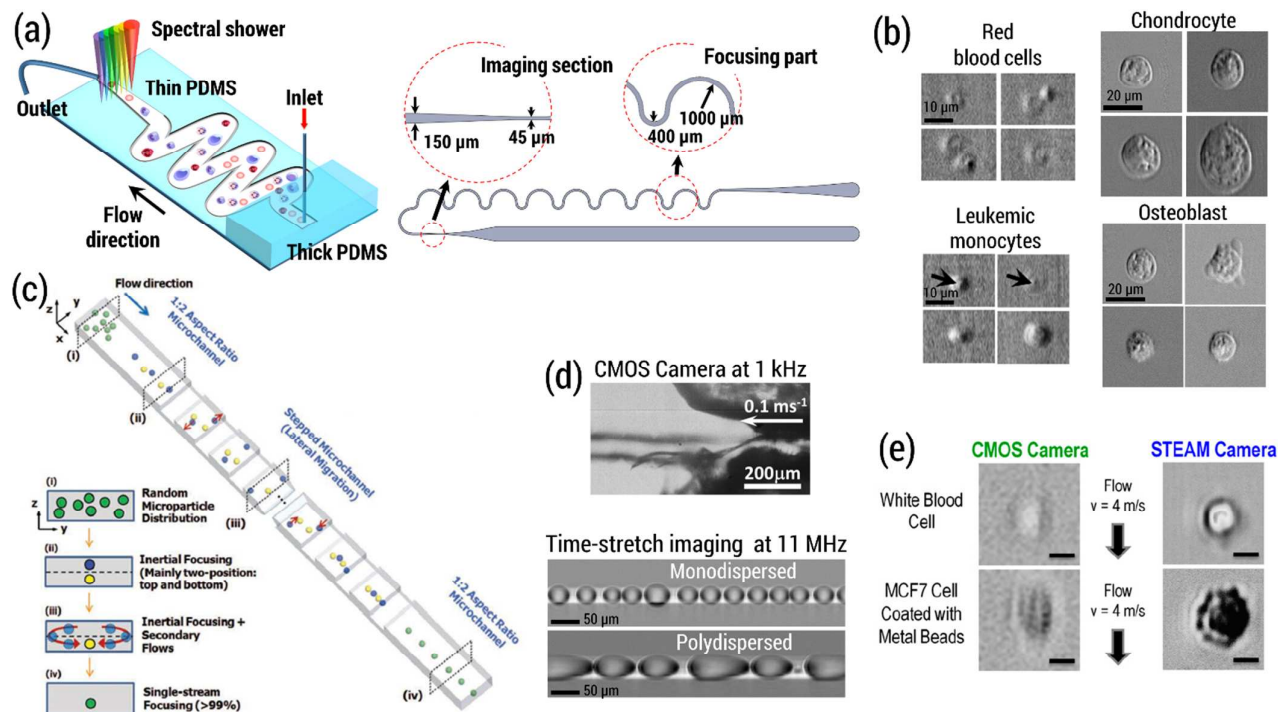 (a)
Spectral shower
Thin PDMS
Outlet
Inlet
Flow
direction
Thick PDMS
Imaging section
150 μm
45 μm
Focusing part
1000 μm
400 μm
(b)
Red
blood cells
10 μm
Leukemic
monocytes
10 μm
Chondrocyte
20 μm
Osteoblast
20 μm
(c)
Flow direction
z
y
x
1:2 Aspect Ratio
Microchannel
(i)
(ii)
Stepped Microchannel
(Lateral Migration)
(iii)
1:2 Aspect Ratio
Microchannel
(iv)
(i)
z
y
Random
Microparticle
Distribution
(ii)
Inertial Focusing
(Mainly two-position:
top and bottom)
(iii)
Inertial Focusing +
Secondary
Flows
(iv)
Single-stream
Focusing (>99%)
(d)
CMOS Camera at 1 kHz
0.1 ms⁻¹
200μm
Time-stretch imaging at 11 MHz
Monodispersed
50 μm
Polydispersed
50 μm
(e)
CMOS Camera
STEAM Camera
White Blood
Cell
Flow
v = 4 m/s
MCF7 Cell
Coated with
Metal Beads
Flow
v = 4 m/s